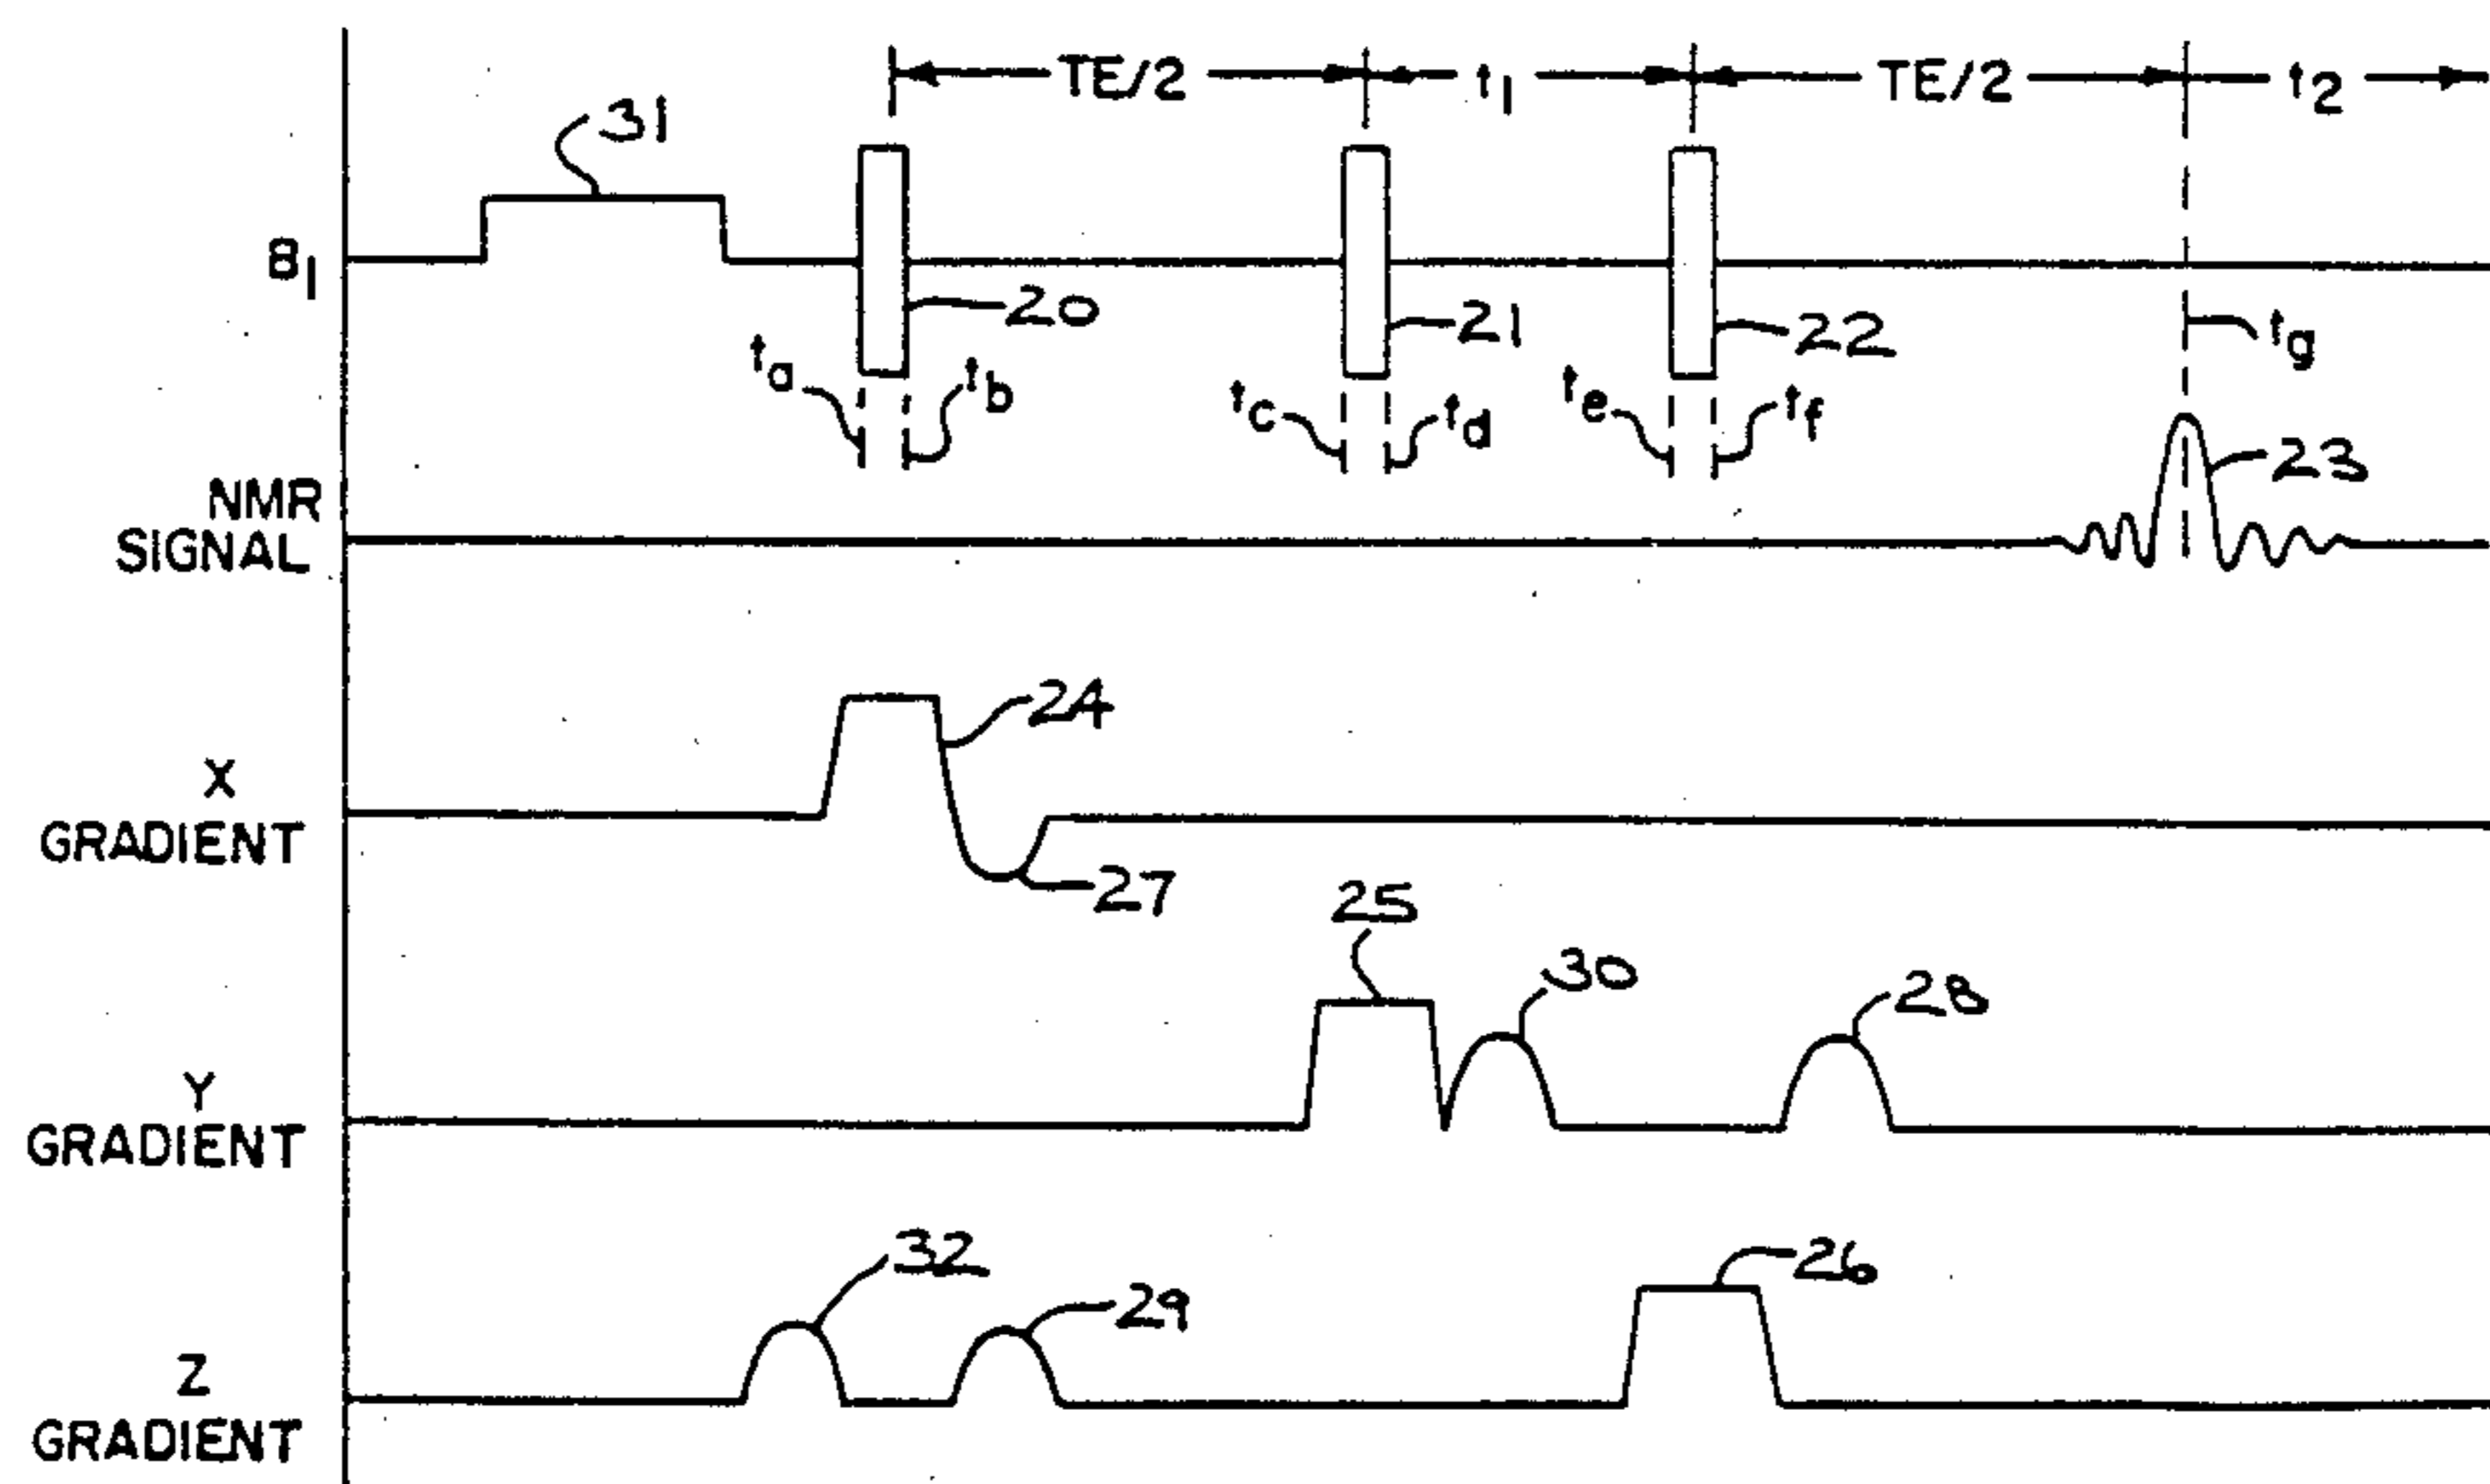 TE/2 t1 TE/2 t2
31
B1
20 21 22 tg
ta tb tc td te tf
23
NMR
SIGNAL
24
X
GRADIENT
27
25
30 28
Y
GRADIENT
32 29 26
Z
GRADIENT